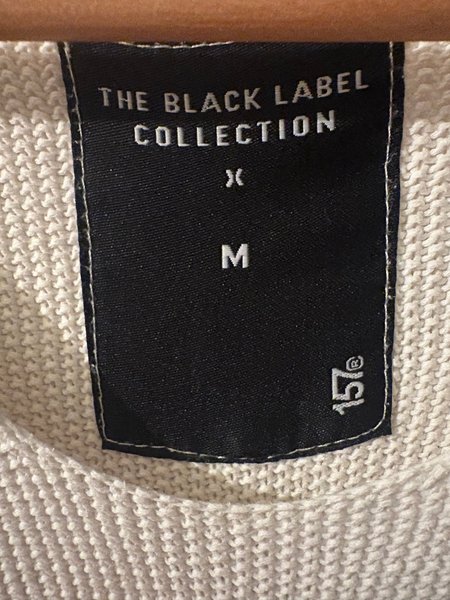 THE BLACK LABEL
COLLECTION
M
157®